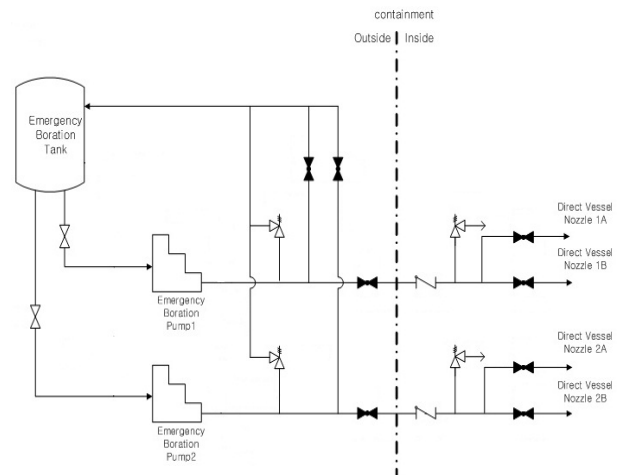 containment
Outside
Inside
Emergency
Boration
Tank
Direct Vessel
Nozzle 1A
Direct Vessel
Nozzle 1B
Emergency
Boration
Pump1
Direct Vessel
Nozzle 2A
Direct Vessel
Nozzle 2B
Emergency
Boration
Pump2